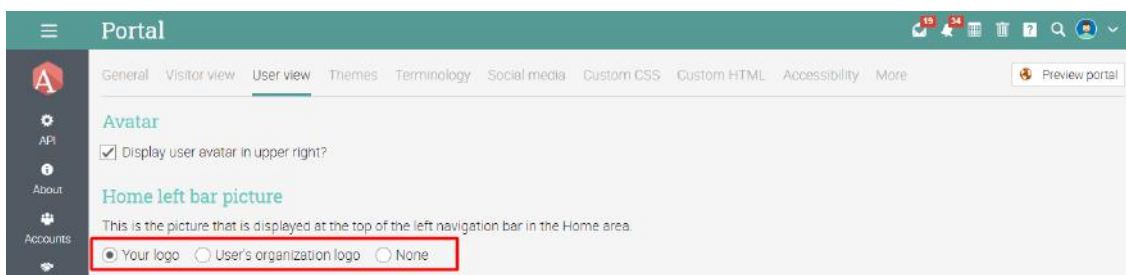 Portal
19
34
General Visitor view User view Themes Terminology Social media Custom CSS Custom HTML Accessibility More
Preview portal
A
API
About
Accounts
Avatar
Display user avatar in upper right?
Home left bar picture
This is the picture that is displayed at the top of the left navigation bar in the Home area.
Your logo User's organization logo None